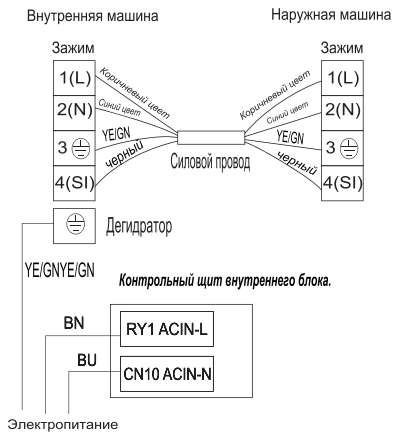 Внутренняя машина
Наружная машина
Зажим
Зажим
1(L)
Коричневый цвет
Коричневый цвет
1(L)
2(N)
Синий цвет
Синий цвет
2(N)
3
YE/GN
YE/GN
3
черный
Силовой провод
черный
4(SI)
4(SI)
Дегидратор
YE/GNYE/GN
Контрольный щит внутреннего блока.
BN
RY1 ACIN-L
BU
CN10 ACIN-N
Электропитание